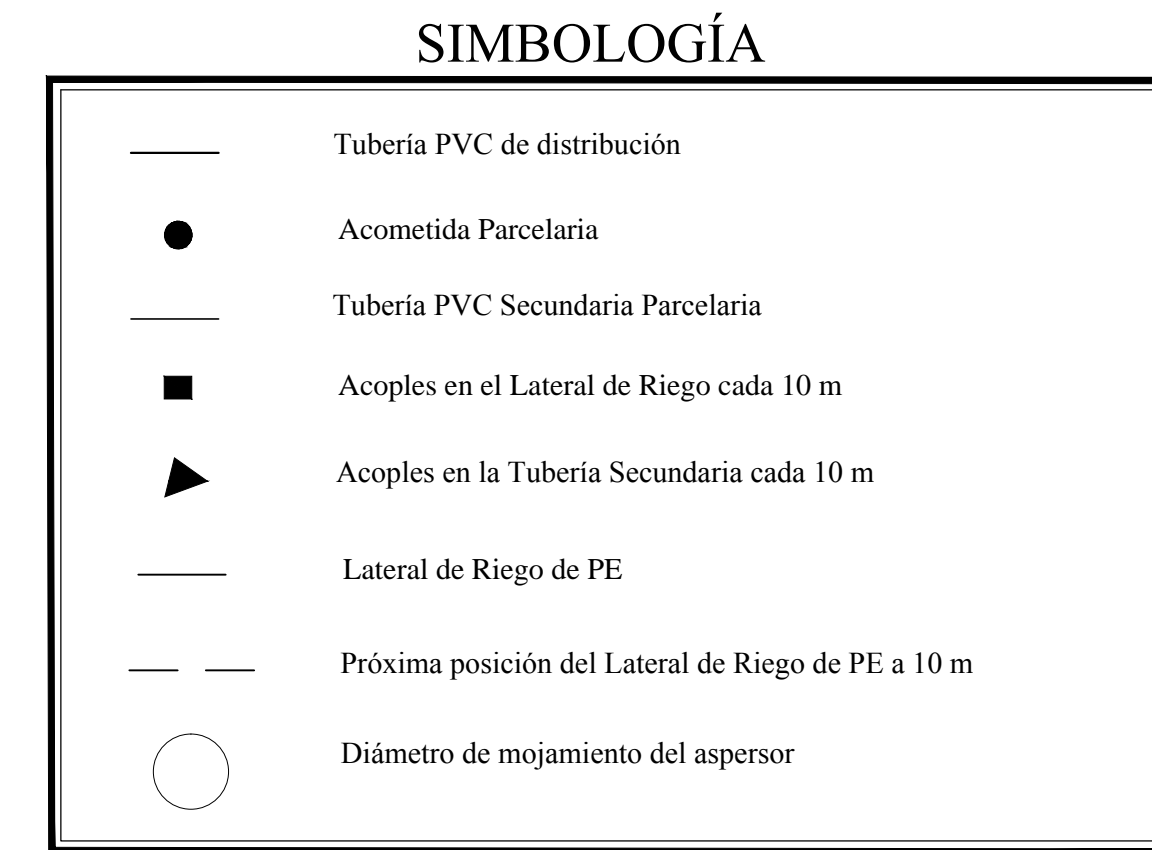 SIMBOLOGÍA
Tubería PVC de distribución
Acometida Parcelaria
Tubería PVC Secundaria Parcelaria
Acoples en el Lateral de Riego cada 10 m
Acoples en la Tubería Secundaria cada 10 m
Lateral de Riego de PE
Próxima posición del Lateral de Riego de PE a 10 m
Diámetro de mojamiento del aspersor